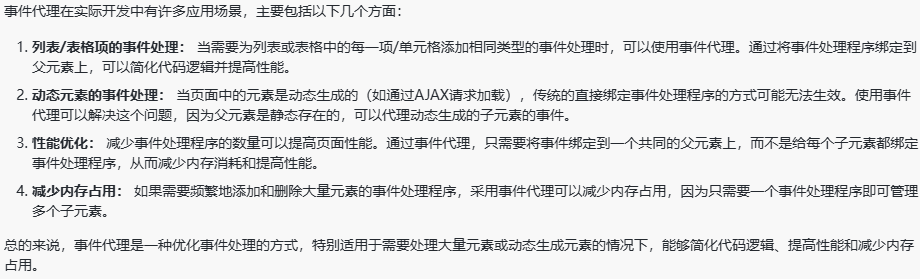 事件代理在实际开发中有许多应用场景，主要包括以下几个方面：
1. 列表/表格项的事件处理： 当需要为列表或表格中的每一项/单元格添加相同类型的事件处理时，可以使用事件代理。通过将事件处理程序绑定到
父元素上，可以简化代码逻辑并提高性能。
2. 动态元素的事件处理： 当页面中的元素是动态生成的（如通过AJAX请求加载），传统的直接绑定事件处理程序的方式可能无法生效。使用事件
代理可以解决这个问题，因为父元素是静态存在的，可以代理动态生成的子元素的事件。
3. 性能优化： 减少事件处理程序的数量可以提高页面性能。通过事件代理，只需要将事件绑定到一个共同的父元素上，而不是给每个子元素都绑定
事件处理程序，从而减少内存消耗和提高性能。
4. 减少内存占用： 如果需要频繁地添加和删除大量元素的事件处理程序，采用事件代理可以减少内存占用，因为只需要一个事件处理程序即可管理
多个子元素。
总的来说，事件代理是一种优化事件处理的方式，特别适用于需要处理大量元素或动态生成元素的情况下，能够简化代码逻辑、提高性能和减少内存
占用。